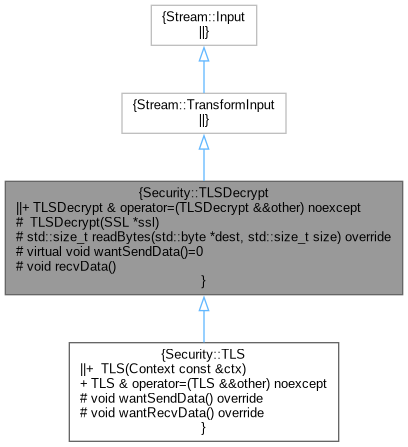 {Stream::Input
||}
{Stream::TransformInput
||}
{Security::TLSDecrypt
||+ TLSDecrypt & operator=(TLSDecrypt &&other) noexcept
#  TLSDecrypt(SSL *ssl)
# std::size_t readBytes(std::byte *dest, std::size_t size) override
# virtual void wantSendData()=0
# void recvData()
}
{Security::TLS
||+  TLS(Context const &ctx)
+ TLS & operator=(TLS &&other) noexcept
# void wantSendData() override
# void wantRecvData() override
}